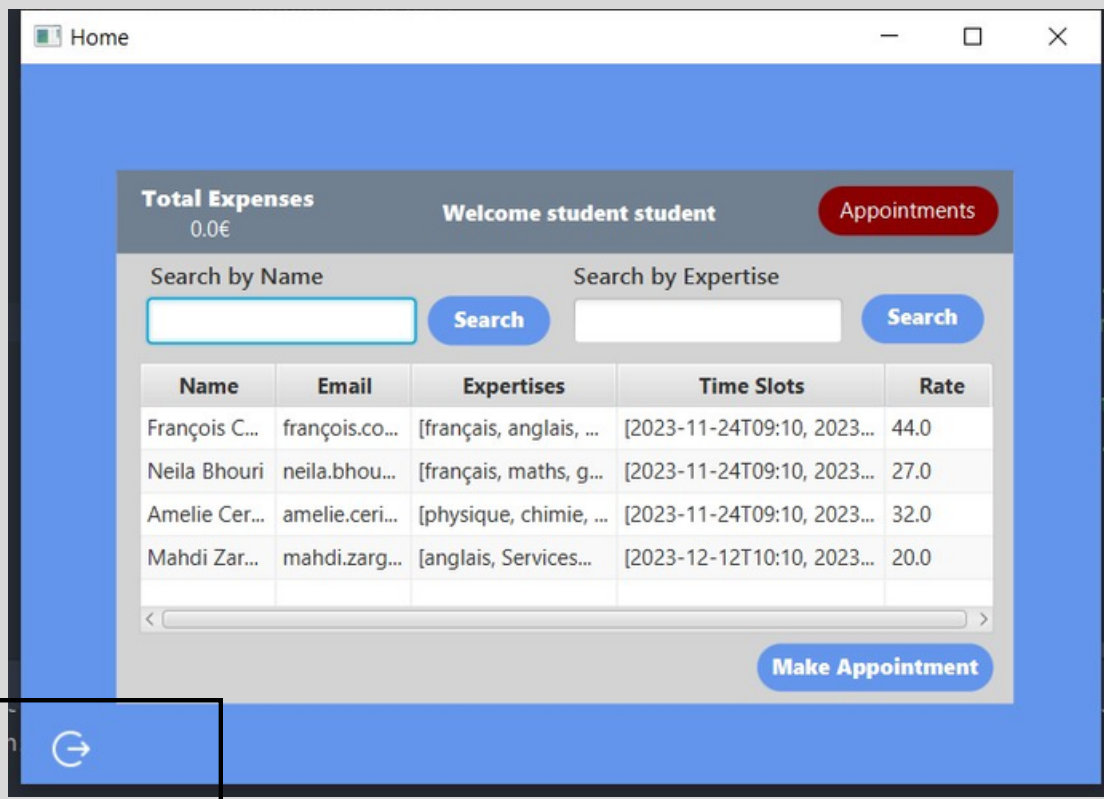 Home
Total Expenses
0.0€
Welcome student student
Appointments
Search by Name
Search by Expertise
Search
Search
Name Email Expertises Time Slots Rate
François C... françois.co... [français, anglais, ... [2023-11-24T09:10, 2023... 44.0
Neila Bhouri neila.bhou... [français, maths, g... [2023-11-24T09:10, 2023... 27.0
Amelie Cer... amelie.ceri... [physique, chimie, ... [2023-11-24T09:10, 2023... 32.0
Mahdi Zar... mahdi.zarg... [anglais, Services... [2023-12-12T10:10, 2023... 20.0
Make Appointment